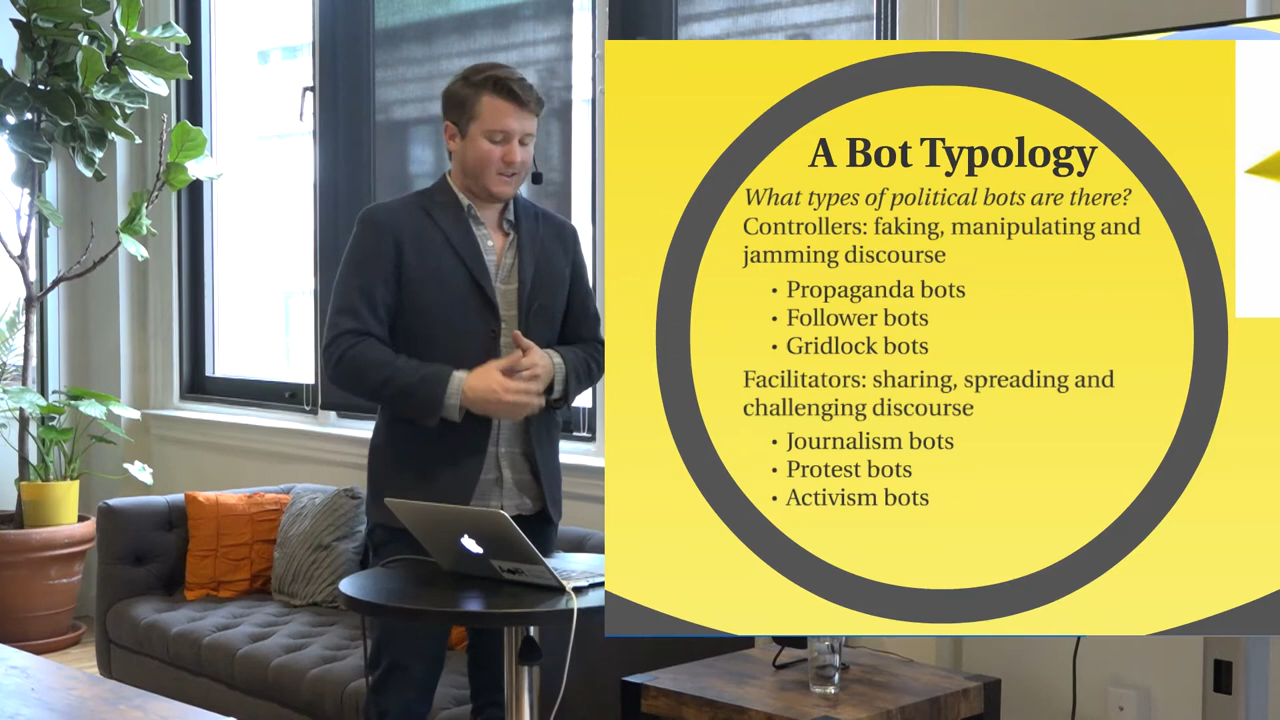 A Bot Typology
What types of political bots are there?
Controllers: faking, manipulating and
jamming discourse
• Propaganda bots
• Follower bots
• Gridlock bots
Facilitators: sharing, spreading and
challenging discourse
• Journalism bots
• Protest bots
• Activism bots